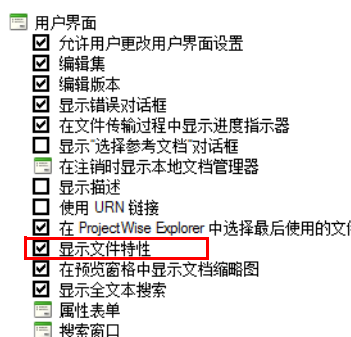 用户界面
允许用户更改用户界面设置
编辑集
编辑版本
显示错误对话框
在文件传输过程中显示进度指示器
显示“选择参考文档”对话框
在注销时显示本地文档管理器
显示描述
使用 URN 链接
在 ProjectWise Explorer 中选择最后使用的文
显示文件特性
在预览窗格中显示文档缩略图
显示全文本搜索
属性表单
搜索窗口